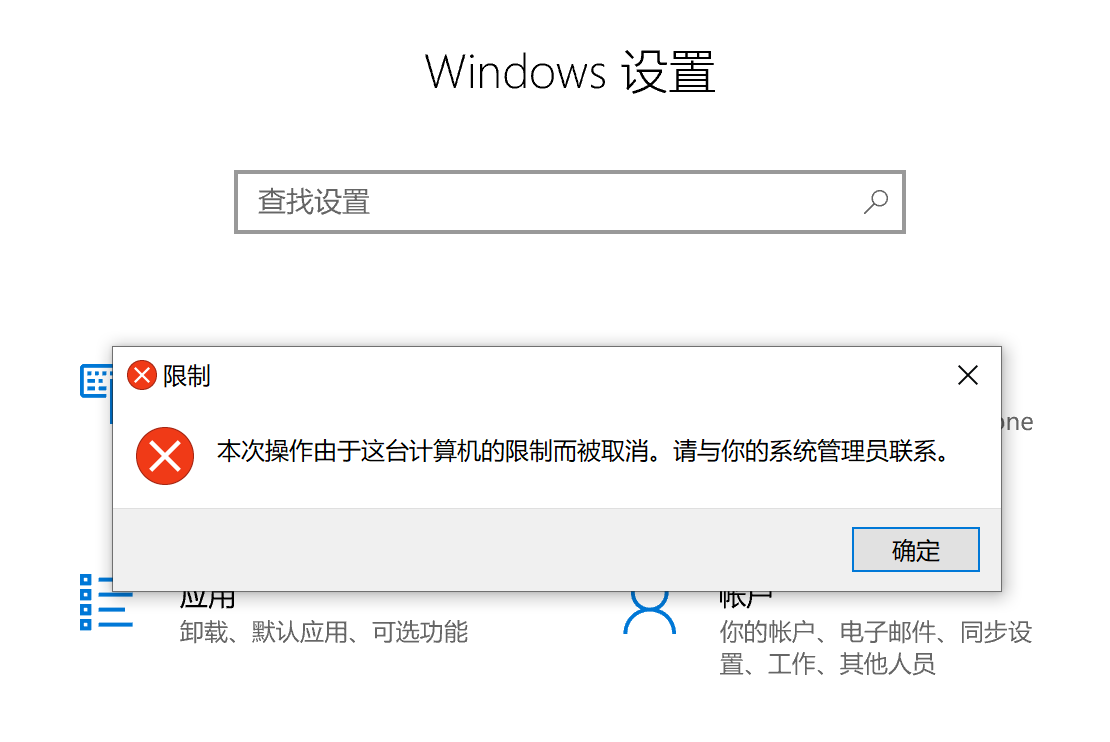 Windows 设置
查找设置
限制
本次操作由于这台计算机的限制而被取消。请与你的系统管理员联系。
确定
应用
卸载、默认应用、可选功能
帐户
你的帐户、电子邮件、同步设
置、工作、其他人员